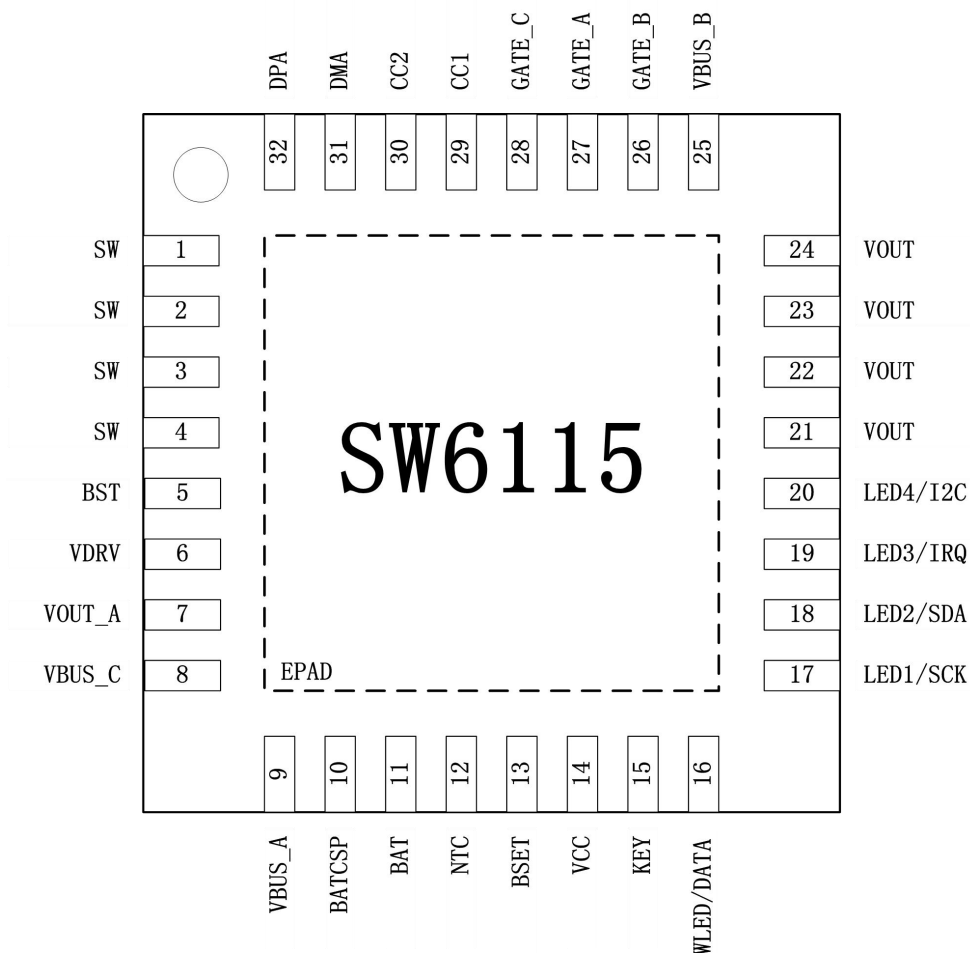 DPA DMA CC2 CC1 GATE_C GATE_A GATE_B VBUS_B
32 31 30 29 28 27 26 25
SW 1 24 VOUT
SW 2 23 VOUT
SW 3 22 VOUT
SW 4 21 VOUT
SW6115
BST 5 20 LED4/I2C
VDRV 6 19 LED3/IRQ
VOUT_A 7 18 LED2/SDA
VBUS_C 8 EPAD 17 LED1/SCK
9 10 11 12 13 14 15 16
VBUS_A BATCSP BAT NTC BSET VCC KEY WLED/DATA